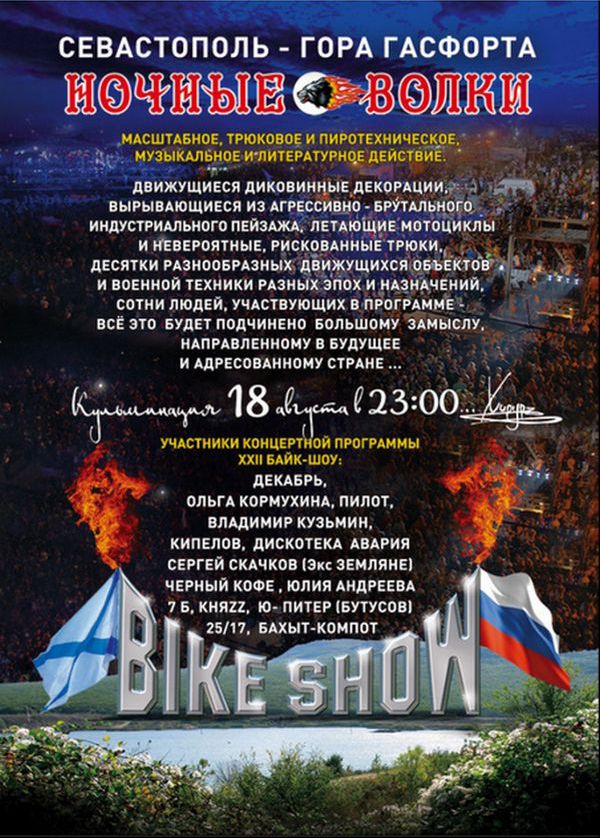 СЕВАСТОПОЛЬ - ГОРА ГАСФОРТА
НОЧНЫЕ ВОЛКИ
МАСШТАБНОЕ, ТРЮКОВОЕ И ПИРОТЕХНИЧЕСКОЕ,
МУЗЫКАЛЬНОЕ И ЛИТЕРАТУРНОЕ ДЕЙСТВИЕ.
ДВИЖУЩИЕСЯ ДИКОВИННЫЕ ДЕКОРАЦИИ,
ВЫРЫВАЮЩИЕСЯ ИЗ АГРЕССИВНО - БРУТАЛЬНОГО
ИНДУСТРИАЛЬНОГО ПЕЙЗАЖА, ЛЕТАЮЩИЕ МОТОЦИКЛЫ
И НЕВЕРОЯТНЫЕ, РИСКОВАННЫЕ ТРЮКИ,
ДЕСЯТКИ РАЗНООБРАЗНЫХ ДВИЖУЩИХСЯ ОБЪЕКТОВ
И ВОЕННОЙ ТЕХНИКИ РАЗНЫХ ЭПОХ И НАЗНАЧЕНИЙ,
СОТНИ ЛЮДЕЙ, УЧАСТВУЮЩИХ В ПРОГРАММЕ -
ВСЁ ЭТО БУДЕТ ПОДЧИНЕНО БОЛЬШОМУ ЗАМЫСЛУ,
НАПРАВЛЕННОМУ В БУДУЩЕЕ
И АДРЕСОВАННОМУ СТРАНЕ ...
Кульминация 18 августа в 23:00... Хирург
УЧАСТНИКИ КОНЦЕРТНОЙ ПРОГРАММЫ
XXII БАЙК-ШОУ:
ДЕКАБРЬ,
ОЛЬГА КОРМУХИНА, ПИЛОТ,
ВЛАДИМИР КУЗЬМИН,
КИПЕЛОВ, ДИСКОТЕКА АВАРИЯ
СЕРГЕЙ СКАЧКОВ (Экс ЗЕМЛЯНЕ)
ЧЕРНЫЙ КОФЕ , ЮЛИЯ АНДРЕЕВА
7 Б, КНЯZZ, Ю- ПИТЕР (БУТУСОВ)
25/17, БАХЫТ-КОМПОТ
BIKE SHOW